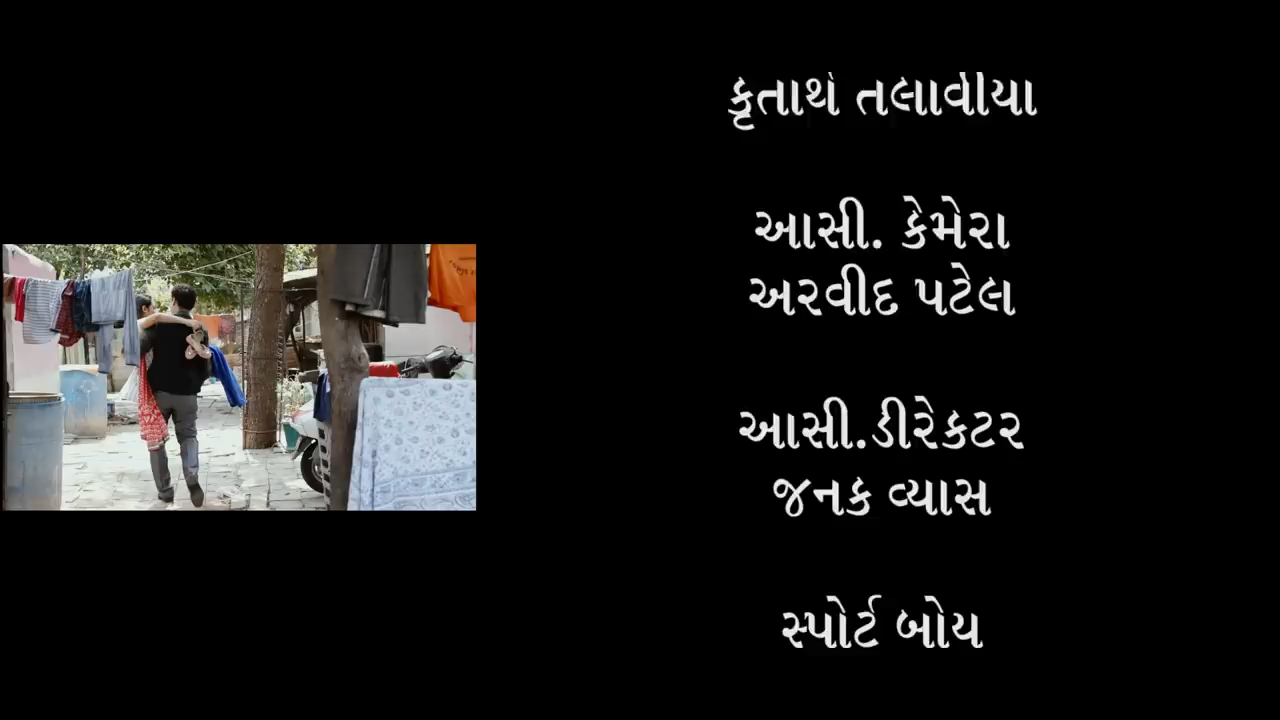 કૃતાર્થ તલાવીયા
આસી. કેમેરા
અરવીદ પટેલ
આસી.ડીરેકટર
જનક વ્યાસ
સ્પોર્ટ બોય